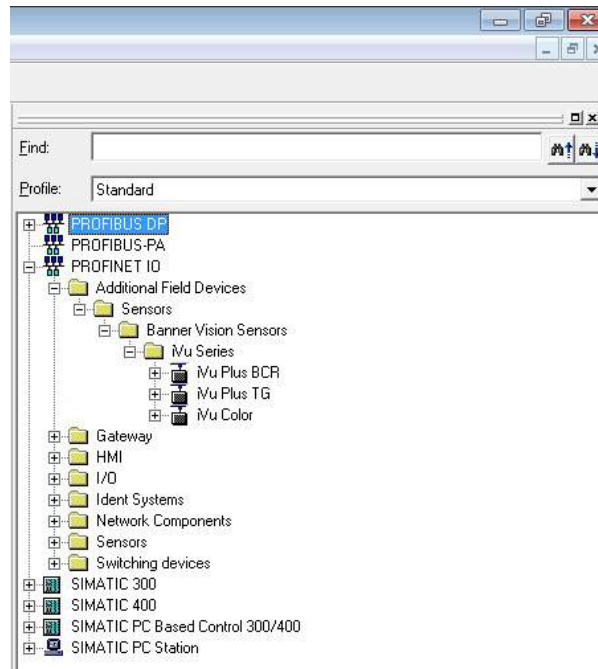 Find:
Profile: Standard
PROFIBUS DP
PROFIBUS-PA
PROFINET IO
Additional Field Devices
Sensors
Banner Vision Sensors
iVu Series
iVu Plus BCR
iVu Plus TG
iVu Color
Gateway
HMI
I/O
Ident Systems
Network Components
Sensors
Switching devices
SIMATIC 300
SIMATIC 400
SIMATIC PC Based Control 300/400
SIMATIC PC Station